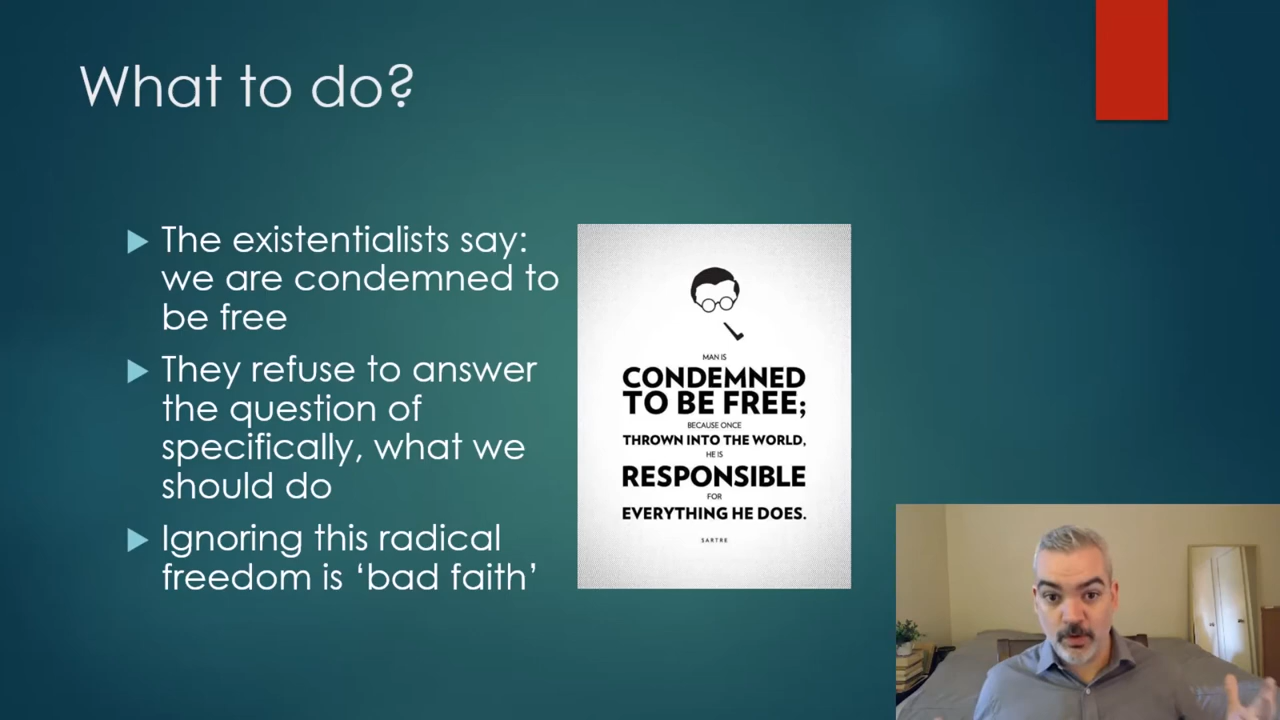 What to do?
The existentialists say:
we are condemned to
be free
They refuse to answer
the question of
specifically, what we
should do
Ignoring this radical
freedom is ‘bad faith’
MAN IS
CONDEMNED
TO BE FREE;
BECAUSE ONCE
THROWN INTO THE WORLD,
HE IS
RESPONSIBLE
FOR
EVERYTHING HE DOES.
SARTRE